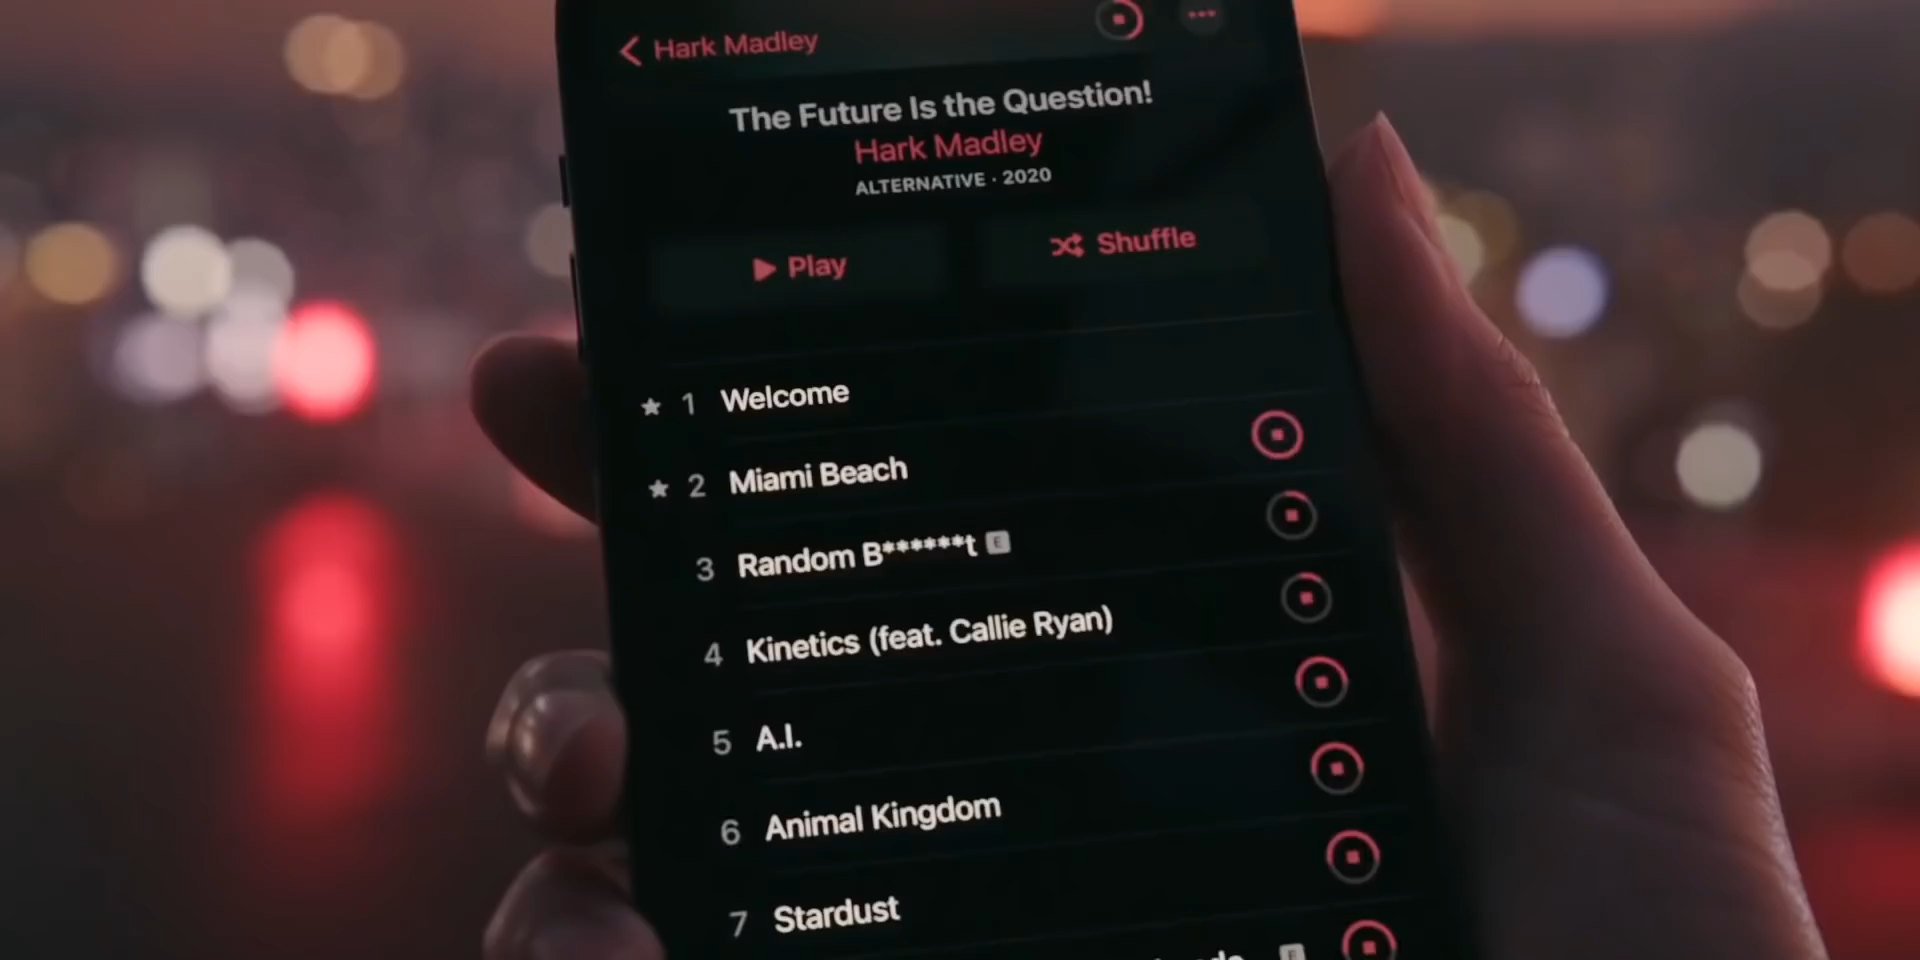 Hark Madley
The Future Is the Question!
Hark Madley
ALTERNATIVE · 2020
Play
Shuffle
1 Welcome
2 Miami Beach
3 Random B******t E
4 Kinetics (feat. Callie Ryan)
5 A.I.
6 Animal Kingdom
7 Stardust
E